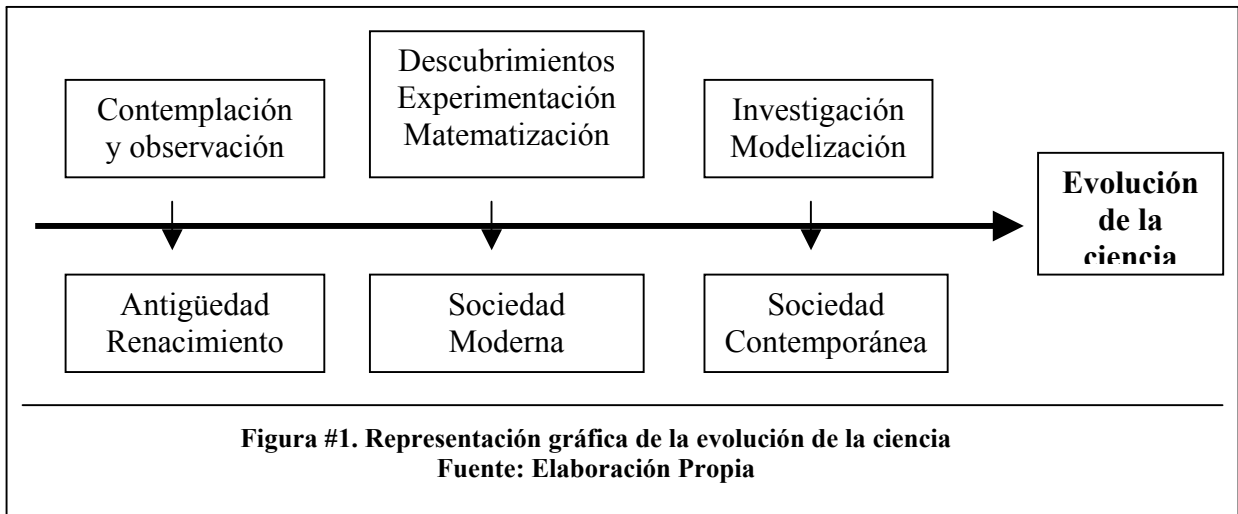 Contemplación
y observación
Descubrimientos
Experimentación
Matematización
Investigación
Modelización
Evolución
de la
ciencia
Antigüedad
Renacimiento
Sociedad
Moderna
Sociedad
Contemporánea
Figura #1. Representación gráfica de la evolución de la ciencia
Fuente: Elaboración Propia